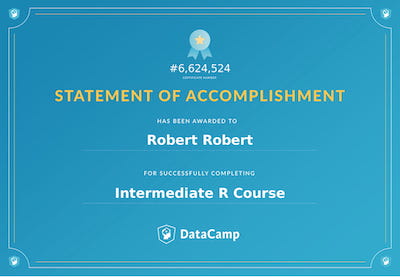 #6,624,524
CERTIFICATE NUMBER
STATEMENT OF ACCOMPLISHMENT
HAS BEEN AWARDED TO
Robert Robert
FOR SUCCESSFULLY COMPLETING
Intermediate R Course
DataCamp